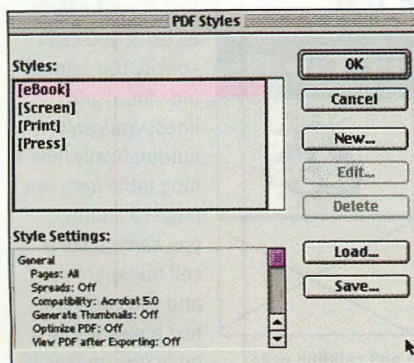 PDF Styles
Styles:
[eBook]
[Screen]
[Print]
[Press]
OK
Cancel
New...
Edit...
Delete
Load...
Save...
Style Settings:
General
Pages: All
Spreads: Off
Compatibility: Acrobat 5.0
Generate Thumbnails: Off
Optimize PDF: Off
View PDF after Exporting: Off